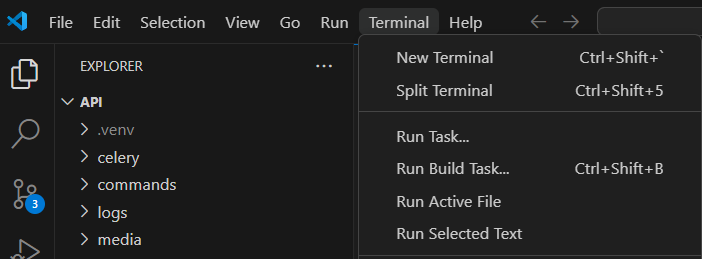 File Edit Selection View Go Run Terminal Help
EXPLORER ...
API
.venv
celery
commands
logs
media
3
New Terminal Ctrl+Shift+`
Split Terminal Ctrl+Shift+5
Run Task...
Run Build Task... Ctrl+Shift+B
Run Active File
Run Selected Text